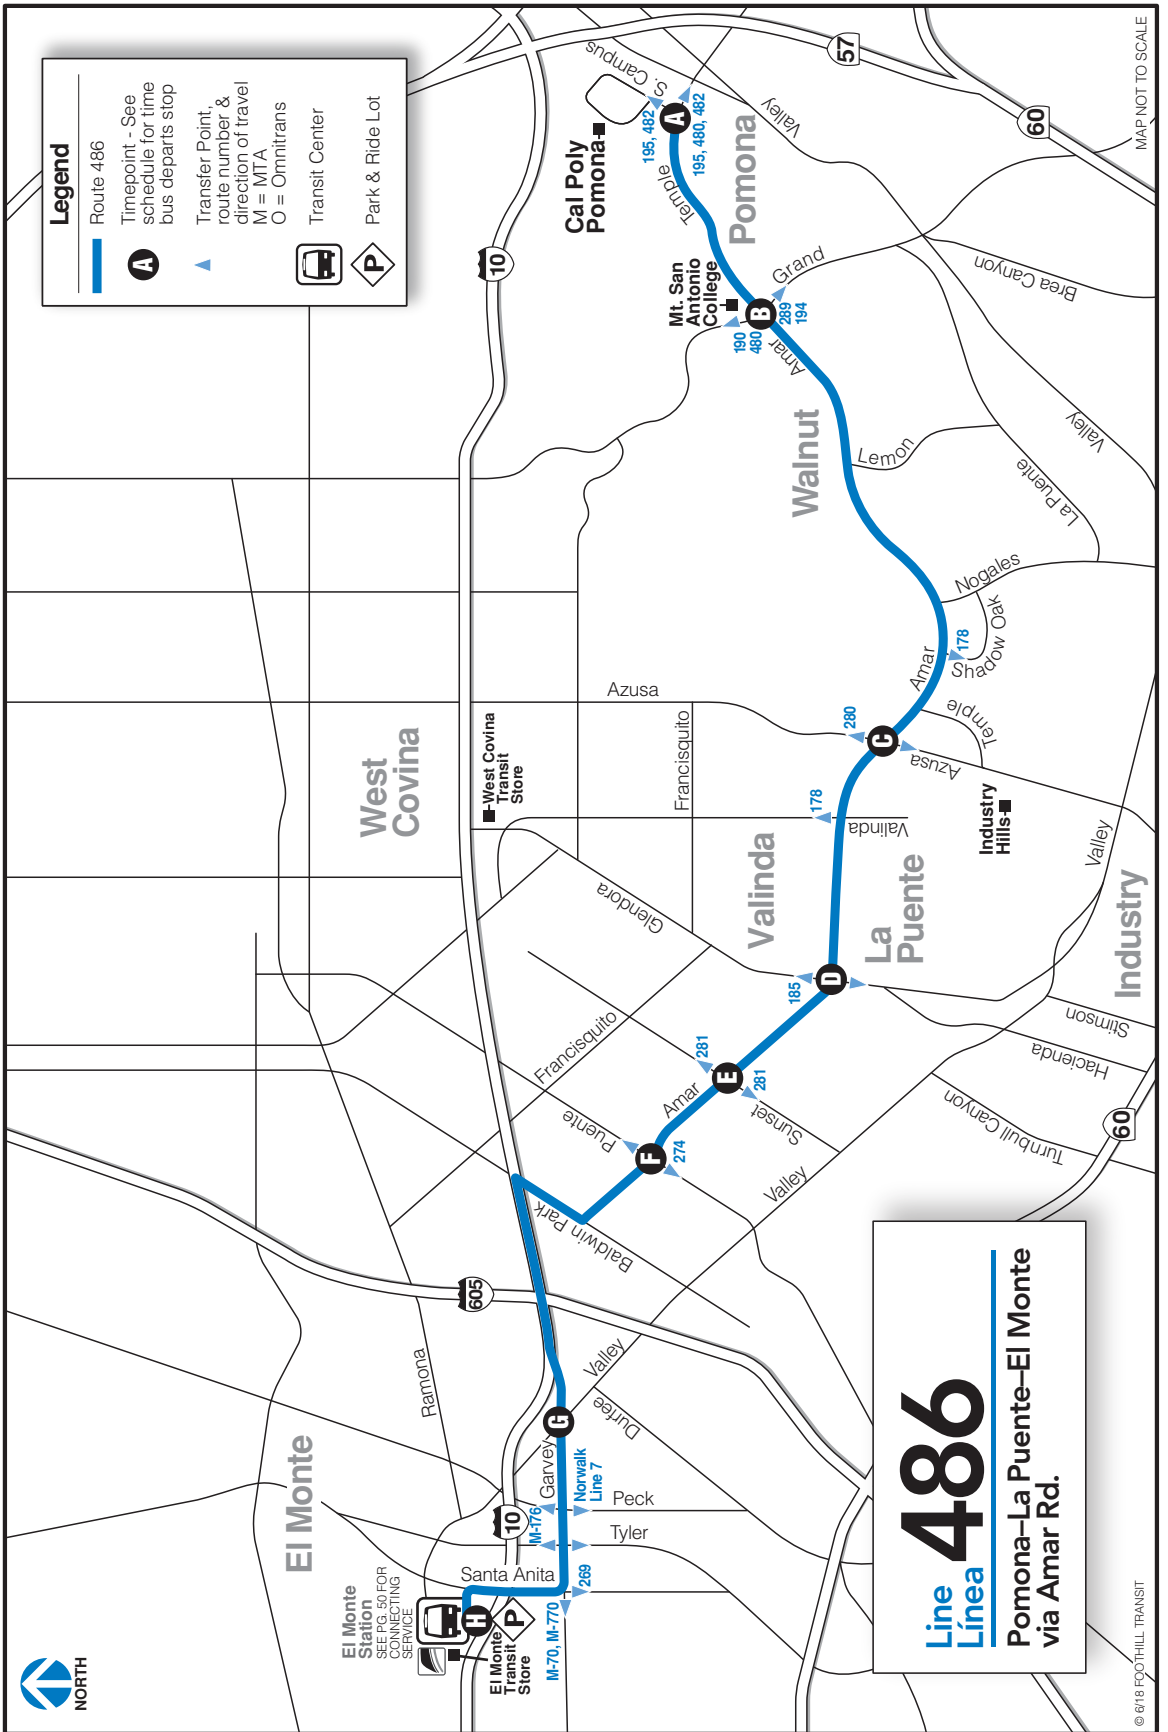 Legend
Route 486
A
Timepoint - See
schedule for time
bus departs stop
Transfer Point,
route number &
direction of travel
M = MTA
O = Omnitrans
Transit Center
P
Park & Ride Lot
NORTH
El Monte
Station
SEE PG. 50 FOR
CONNECTING
SERVICE
El Monte
Transit
Store
H
P
M-70, M-770
269
Santa Anita
Tyler
M-176
Peck
Norwalk
Line 7
Garvey
G
10
El Monte
Ramona
Durfee
Valley
605
Baldwin Park
Puente
F
274
Amar
Francisquito
E
281
281
Sunset
Valley
Turnbull Canyon
Hacienda
Stimson
60
D
185
Glendora
Valinda
La
Puente
Industry
Valley
West
Covina
West Covina
Transit
Store
Francisquito
Azusa
178
Valinda
Industry
Hills
C
280
Azusa
Temple
Amar
178
Shadow Oak
Nogales
La Puente
Valley
Lemon
Walnut
Amar
B
190
480
289
194
Grand
Mt. San
Antonio
College
Brea Canyon
10
Temple
Pomona
Cal Poly
Pomona
A
195, 482
195, 480, 482
S. Campus
Valley
57
60
MAP NOT TO SCALE
Line
Línea
486
Pomona–La Puente–El Monte
via Amar Rd.
© 6/18 FOOTHILL TRANSIT